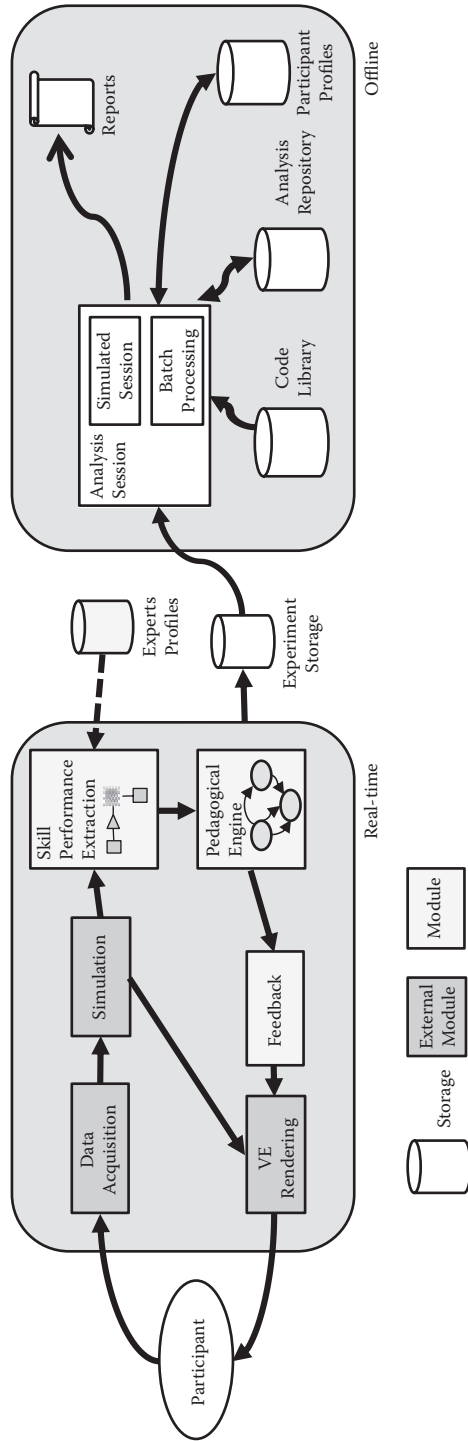 Participant
Data
Acquisition
Simulation
Skill
Performance
Extraction
VE
Rendering
Feedback
Pedagogical
Engine
Real-time
Experts
Profiles
Experiment
Storage
Analysis
Session
Simulated
Session
Batch
Processing
Reports
Code
Library
Analysis
Repository
Participant
Profiles
Offline
Storage
External
Module
Module